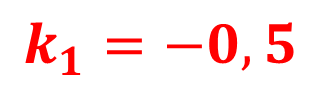 k₁ = −0,5